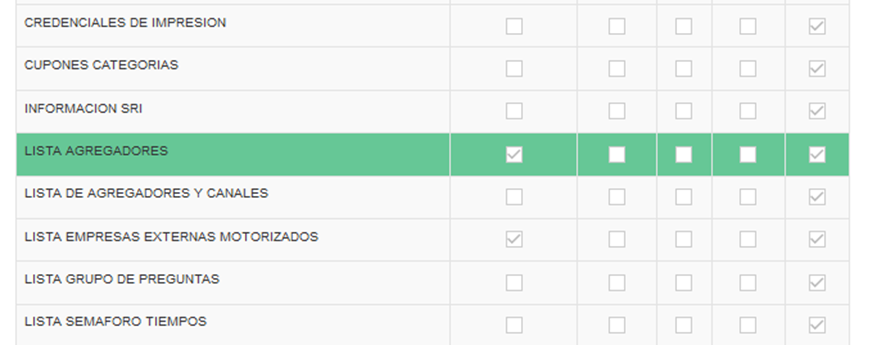 CREDENCIALES DE IMPRESION
CUPONES CATEGORIAS
INFORMACION SRI
LISTA AGREGADORES
LISTA DE AGREGADORES Y CANALES
LISTA EMPRESAS EXTERNAS MOTORIZADOS
LISTA GRUPO DE PREGUNTAS
LISTA SEMAFORO TIEMPOS